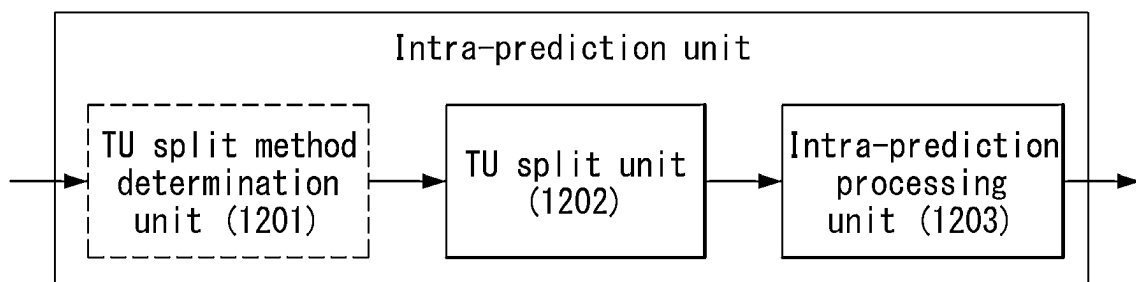 Intra-prediction unit
TU split method
determination
unit (1201)
TU split unit
(1202)
Intra-prediction
processing
unit (1203)